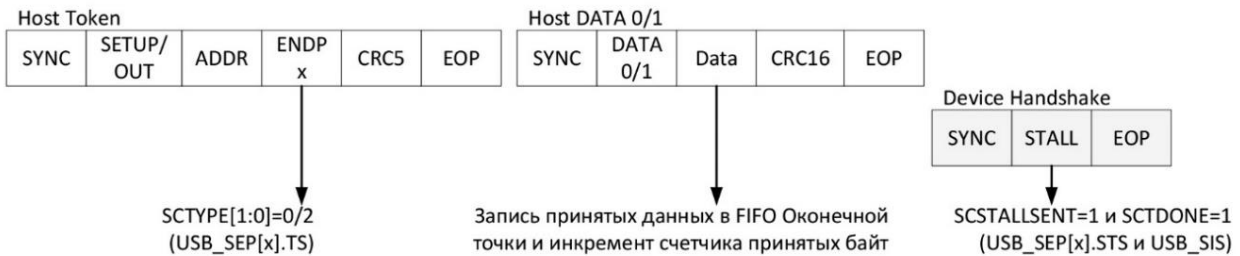 Host Token
SYNC SETUP/ OUT ADDR ENDP x CRC5 EOP
Host DATA 0/1
SYNC DATA 0/1 Data CRC16 EOP
Device Handshake
SYNC STALL EOP
SCTYPE[1:0]=0/2
(USB_SEP[x].TS)
Запись принятых данных в FIFO Оконечной
точки и инкремент счетчика принятых байт
SCSTALLSENT=1 и SCTDONE=1
(USB_SEP[x].STS и USB_SIS)